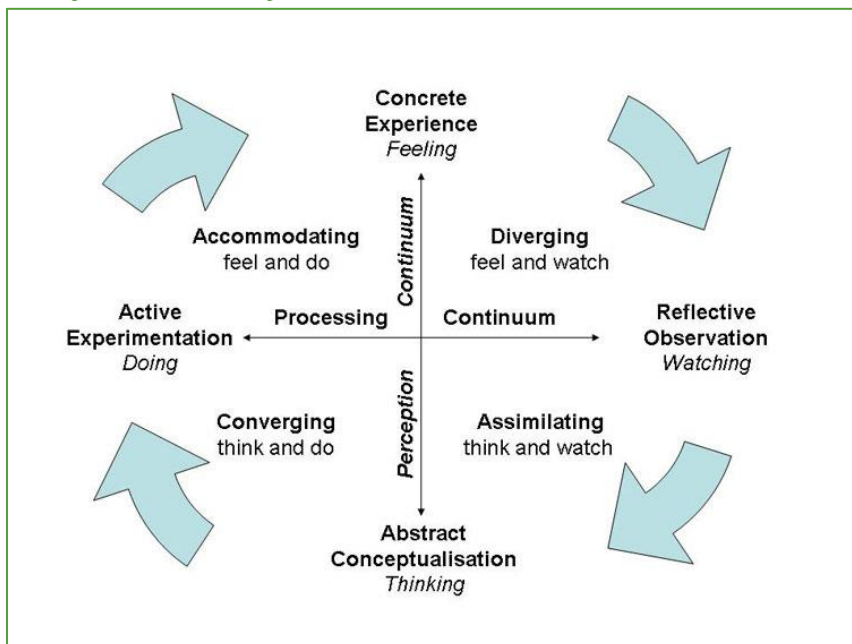 Concrete
Experience
Feeling
Accommodating
feel and do
Continuum
Diverging
feel and watch
Active
Experimentation
Doing
Processing
Continuum
Reflective
Observation
Watching
Converging
think and do
Perception
Assimilating
think and watch
Abstract
Conceptualisation
Thinking